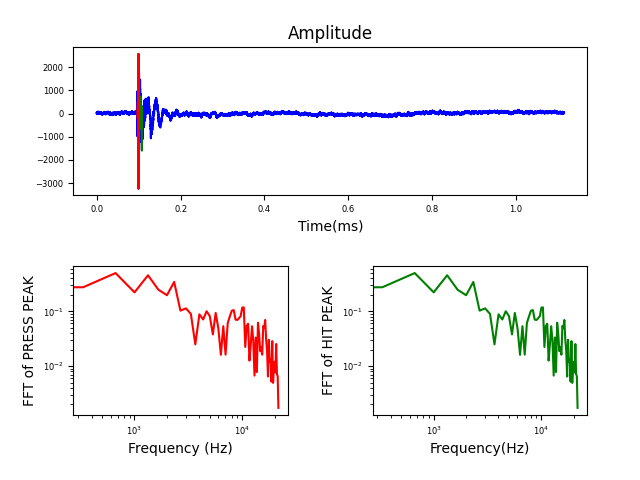 Amplitude
2000
1000
0
−1000
−2000
−3000
0.0 0.2 0.4 0.6 0.8 1.0
Time(ms)
FFT of PRESS PEAK
10⁻¹
10⁻²
10³ 10⁴
Frequency (Hz)
FFT of HIT PEAK
10⁻¹
10⁻²
10³ 10⁴
Frequency(Hz)